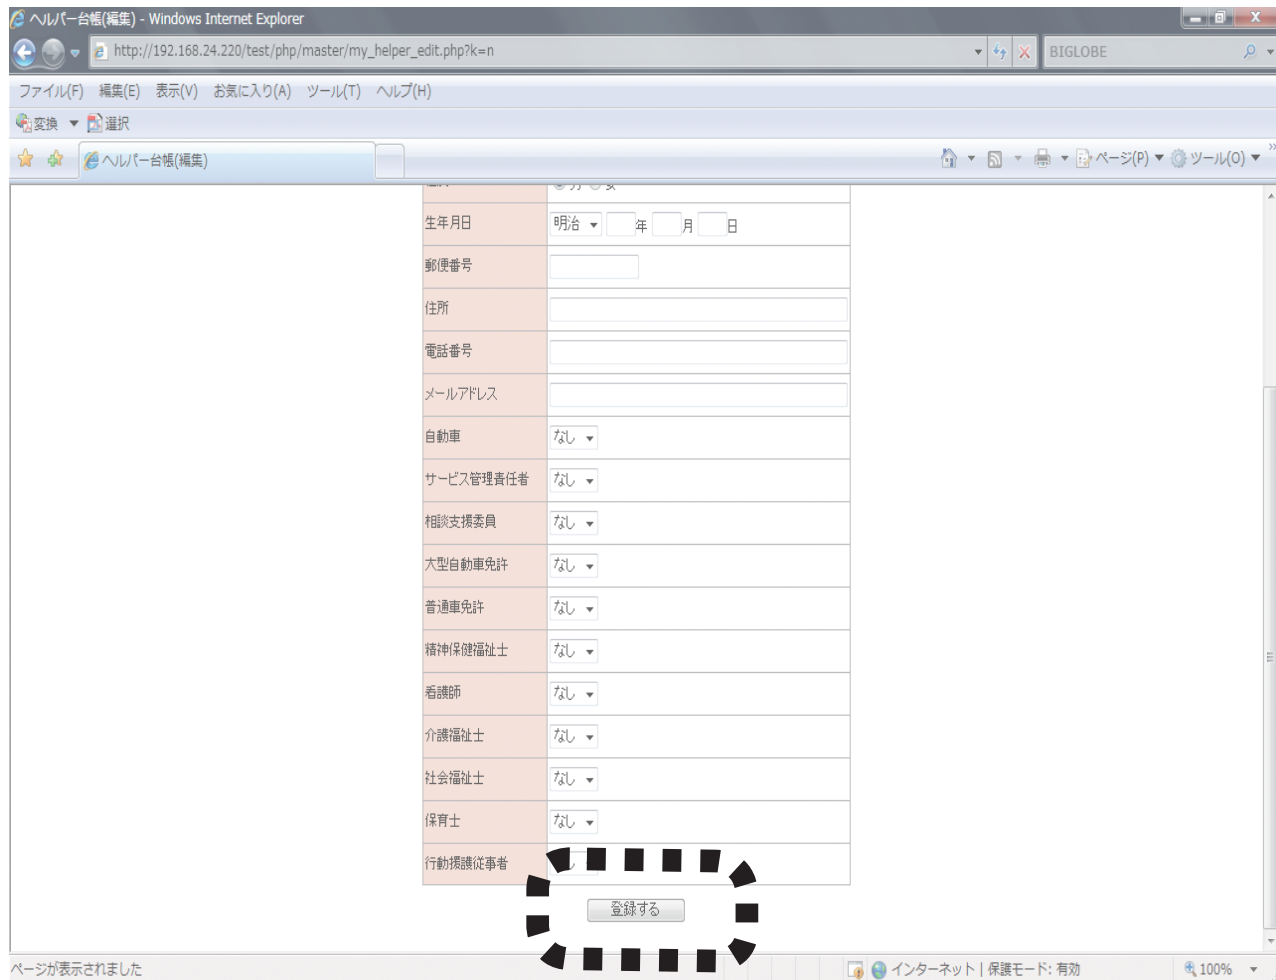 ヘルパー台帳(編集) - Windows Internet Explorer
http://192.168.24.220/test/php/master/my_helper_edit.php?k=n
BIGLOBE
ファイル(F) 編集(E) 表示(V) お気に入り(A) ツール(T) ヘルプ(H)
変換 選択
ヘルパー台帳(編集)
ページ(P) ツール(O)
生年月日 明治 年 月 日
郵便番号
住所
電話番号
メールアドレス
自動車 なし
サービス管理責任者 なし
相談支援委員 なし
大型自動車免許 なし
普通車免許 なし
精神保健福祉士 なし
看護師 なし
介護福祉士 なし
社会福祉士 なし
保育士 なし
行動援護従事者
登録する
ページが表示されました
インターネット | 保護モード: 有効
100%